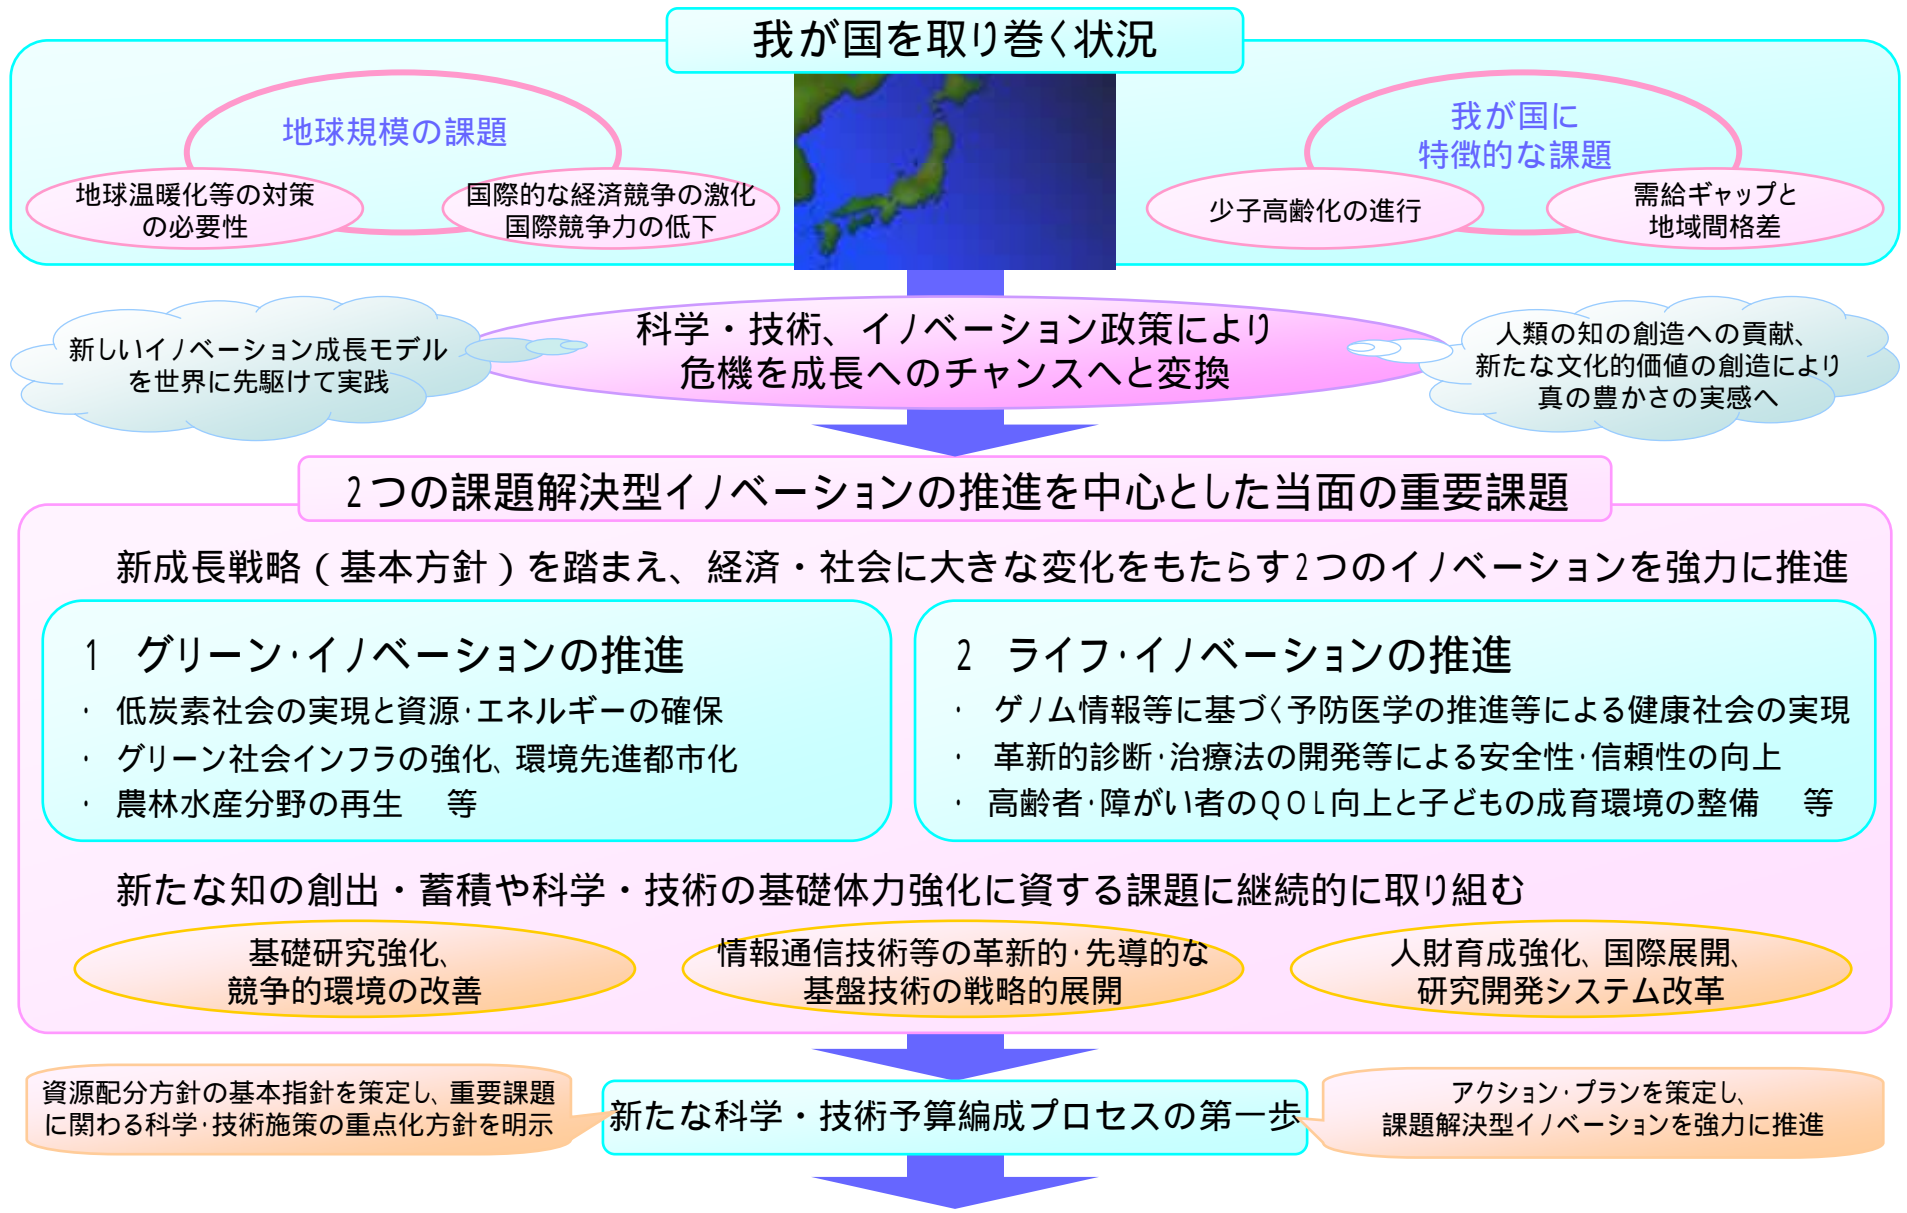 我が国を取り巻く状況
地球規模の課題
地球温暖化等の対策
の必要性
国際的な経済競争の激化
国際競争力の低下
我が国に
特徴的な課題
少子高齢化の進行
需給ギャップと
地域間格差
新しいイノベーション成長モデル
を世界に先駆けて実践
科学・技術、イノベーション政策により
危機を成長へのチャンスへと変換
人類の知の創造への貢献、
新たな文化的価値の創造により
真の豊かさの実感へ
2つの課題解決型イノベーションの推進を中心とした当面の重要課題
新成長戦略(基本方針)を踏まえ、経済・社会に大きな変化をもたらす2つのイノベーションを強力に推進
1 グリーン・イノベーションの推進
・ 低炭素社会の実現と資源・エネルギーの確保
・ グリーン社会インフラの強化、環境先進都市化
・ 農林水産分野の再生 等
2 ライフ・イノベーションの推進
・ ゲノム情報等に基づく予防医学の推進等による健康社会の実現
・ 革新的診断・治療法の開発等による安全性・信頼性の向上
・ 高齢者・障がい者のQOL向上と子どもの成育環境の整備 等
新たな知の創出・蓄積や科学・技術の基礎体力強化に資する課題に継続的に取り組む
基礎研究強化、
競争的環境の改善
情報通信技術等の革新的・先導的な
基盤技術の戦略的展開
人財育成強化、国際展開、
研究開発システム改革
資源配分方針の基本指針を策定し、重要課題
に関わる科学・技術施策の重点化方針を明示
新たな科学・技術予算編成プロセスの第一歩
アクション・プランを策定し、
課題解決型イノベーションを強力に推進